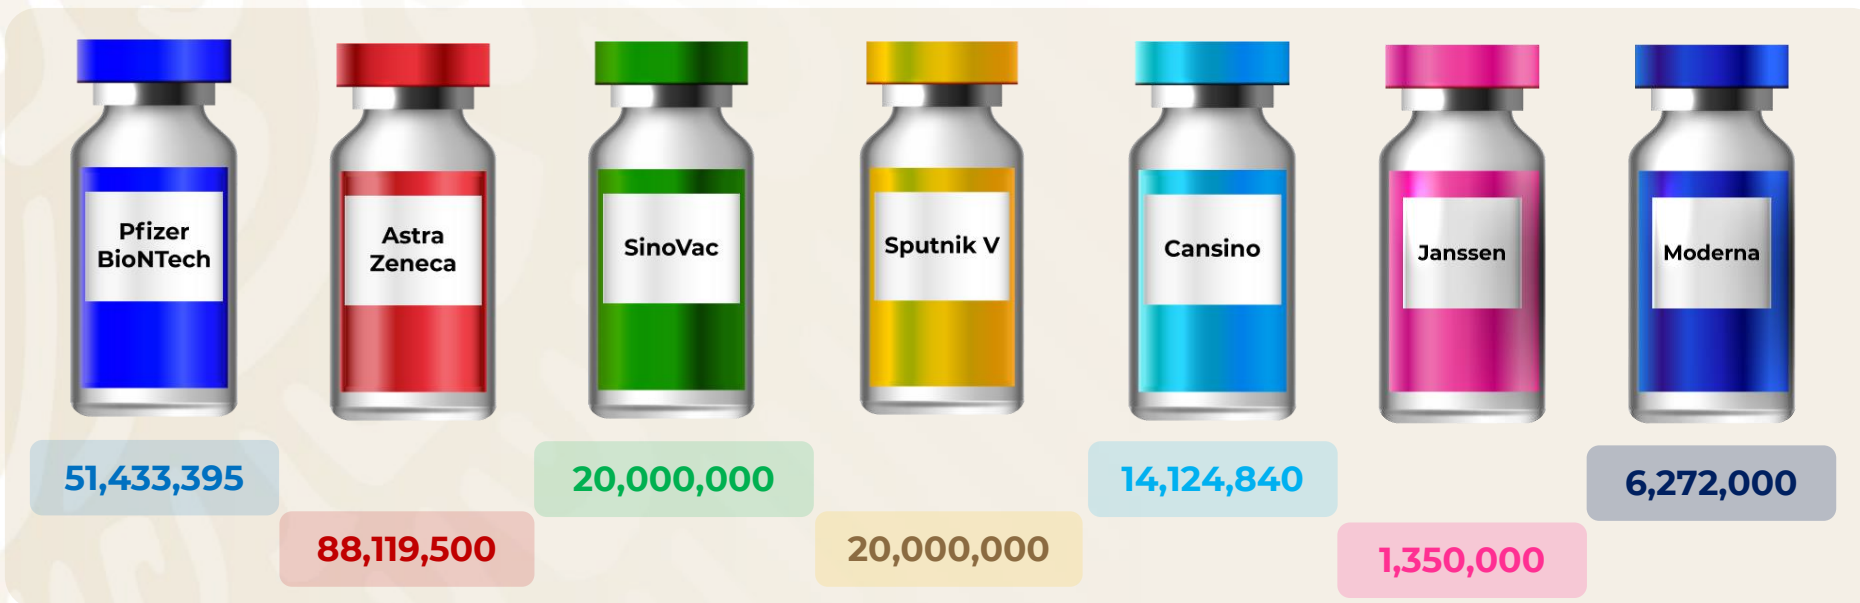 Pfizer
BioNTech
Astra
Zeneca
SinoVac
Sputnik V
Cansino
Janssen
Moderna
51,433,395
88,119,500
20,000,000
20,000,000
14,124,840
1,350,000
6,272,000